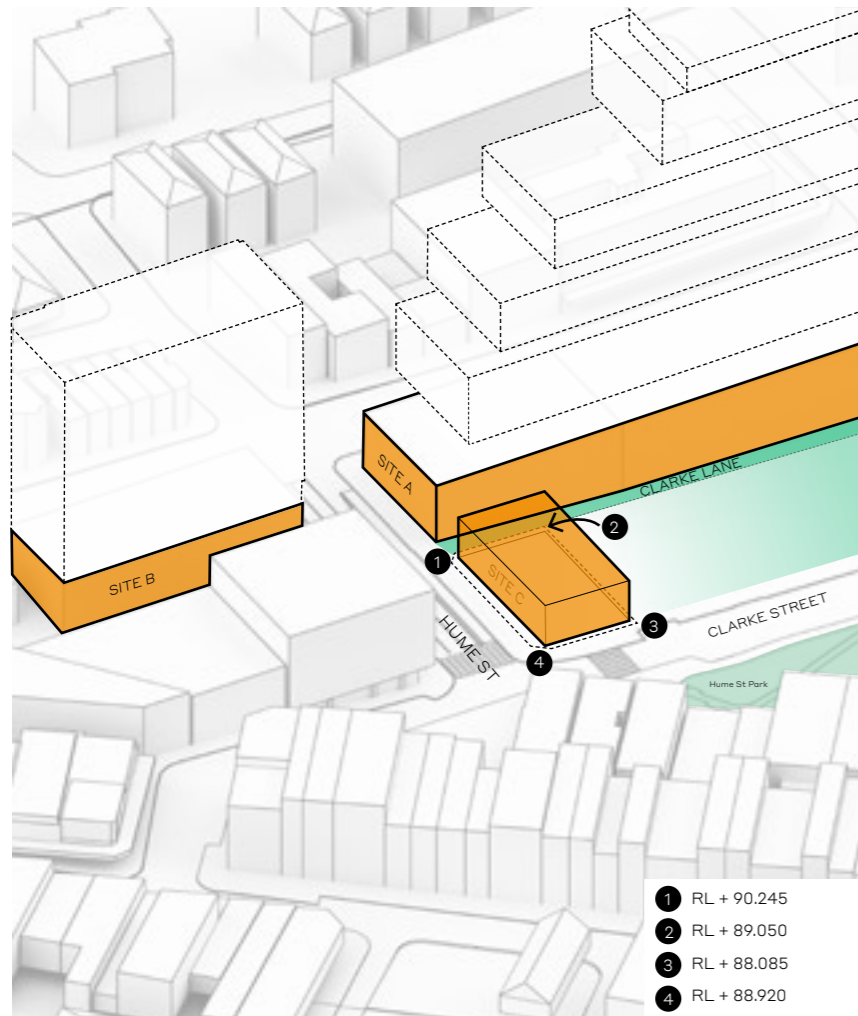 SITE A
CLARKE LANE
2
1
SITE C
SITE B
3
CLARKE STREET
HUME ST
4
Hume St Park
1 RL + 90.245
2 RL + 89.050
3 RL + 88.085
4 RL + 88.920